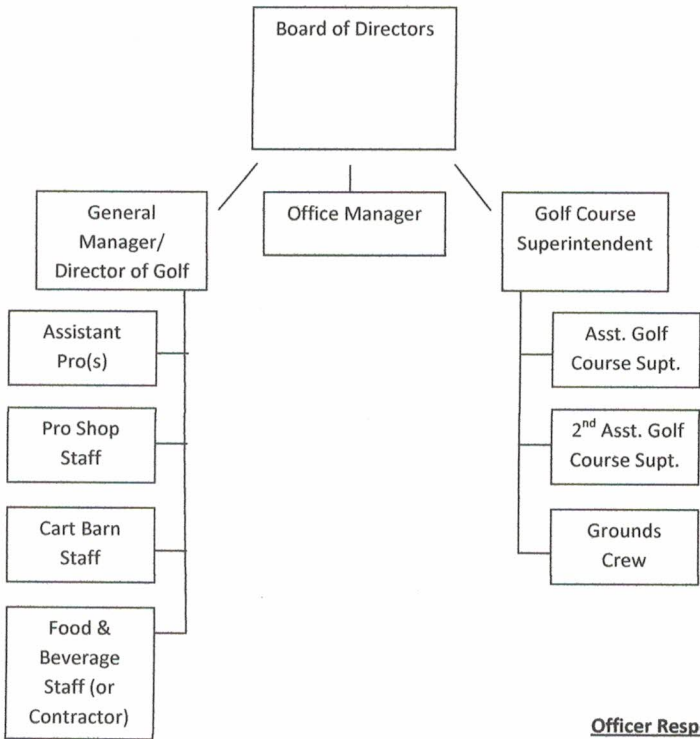 Board of Directors
General
Manager/
Director of Golf
Office Manager
Golf Course
Superintendent
Assistant
Pro(s)
Pro Shop
Staff
Cart Barn
Staff
Food &
Beverage
Staff (or
Contractor)
Asst. Golf
Course Supt.
2nd Asst. Golf
Course Supt.
Grounds
Crew
Officer Resp